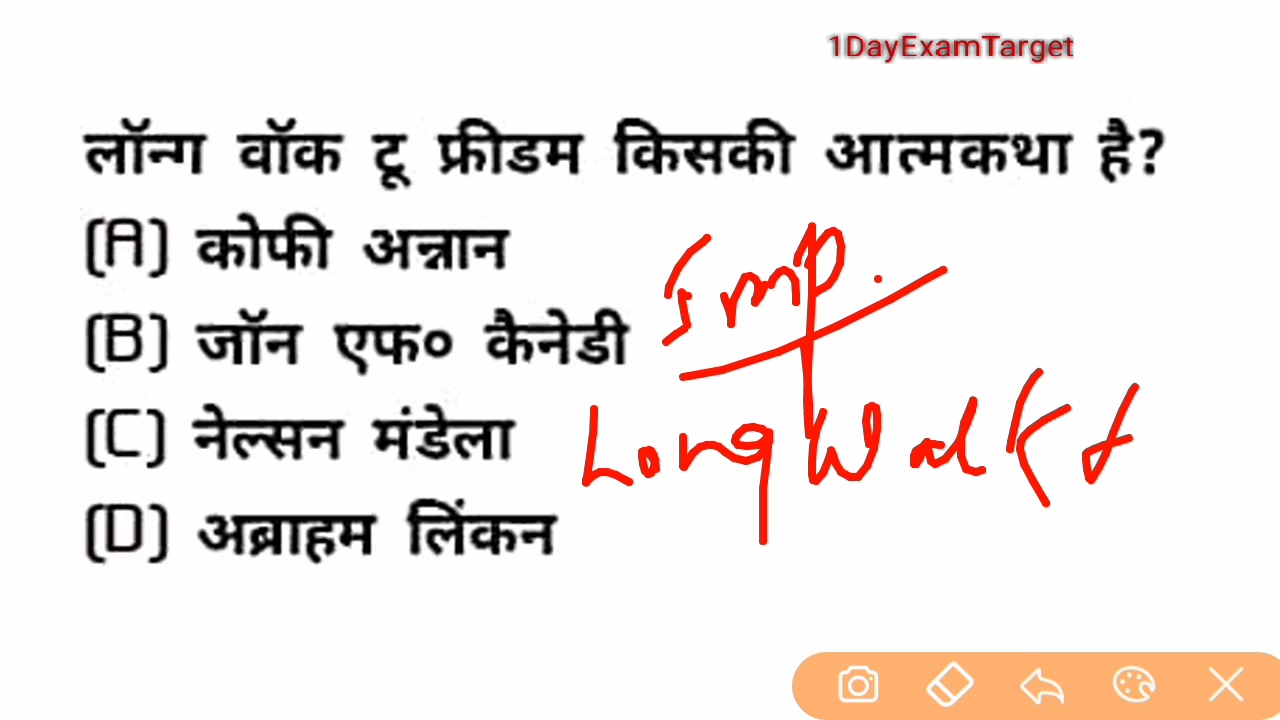 1DayExamTarget
लॉन्ग वॉक टू फ्रीडम किसकी आत्मकथा है?
(A) कोफी अन्नान
(B) जॉन एफ० कैनेडी
(C) नेल्सन मंडेला
(D) अब्राहम लिंकन
Imp.
Long Walk t